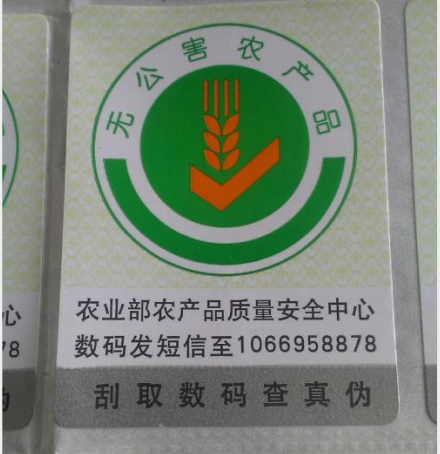 无公害农产品
农业部农产品质量安全中心
数码发短信至1066958878
刮取数码查真伪
心
78